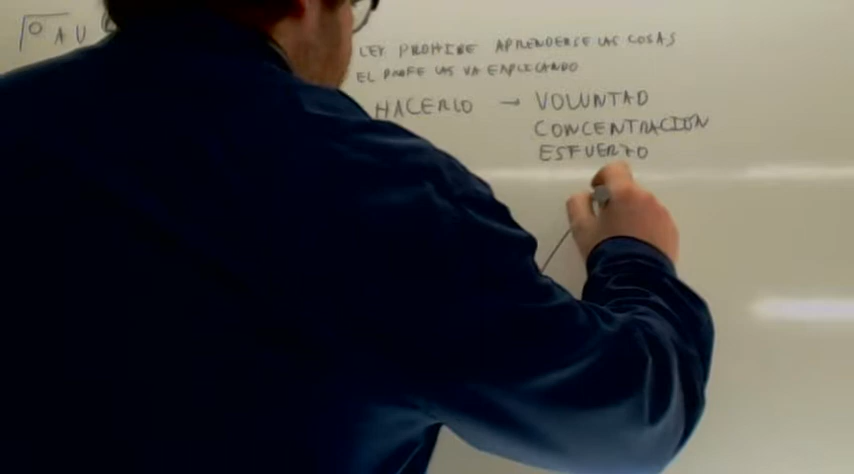 O A U
LEY PROHIBE APRENDERSE LAS COSAS
EL PROFE LAS VA EXPLICANDO
HACERLO → VOLUNTAD
CONCENTRACION
ESFUERZO